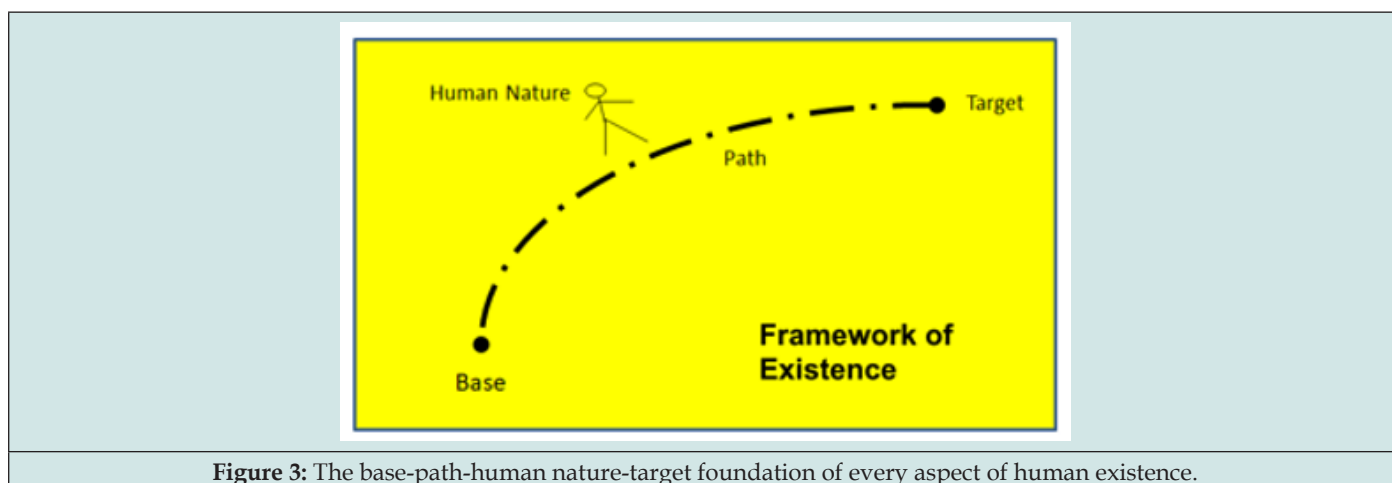 Human Nature
Target
Path
Base
Framework of
Existence
Figure 3: The base-path-human nature-target foundation of every aspect of human existence.